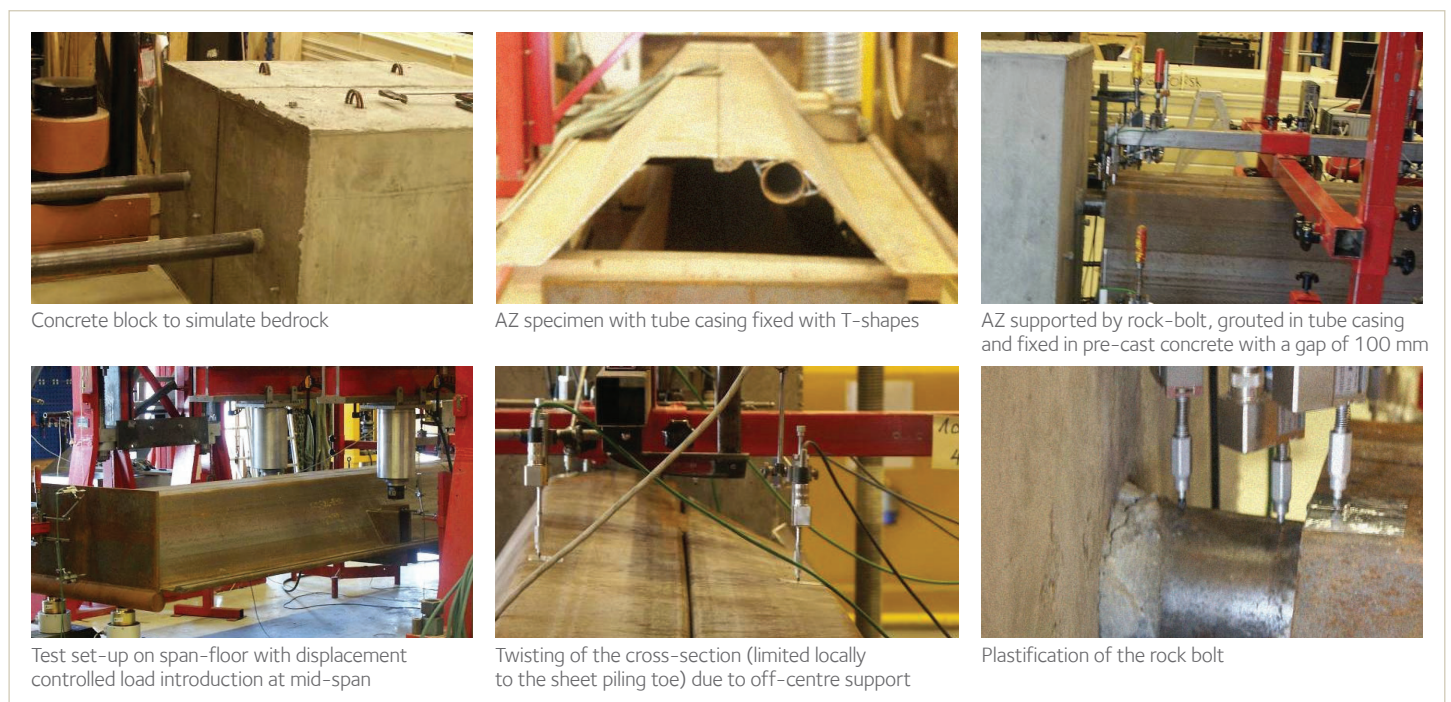 Concrete block to simulate bedrock
AZ specimen with tube casing fixed with T-shapes
AZ supported by rock-bolt, grouted in tube casing
and fixed in pre-cast concrete with a gap of 100 mm
Test set-up on span-floor with displacement
controlled load introduction at mid-span
Twisting of the cross-section (limited locally
to the sheet piling toe) due to off-centre support
Plastification of the rock bolt